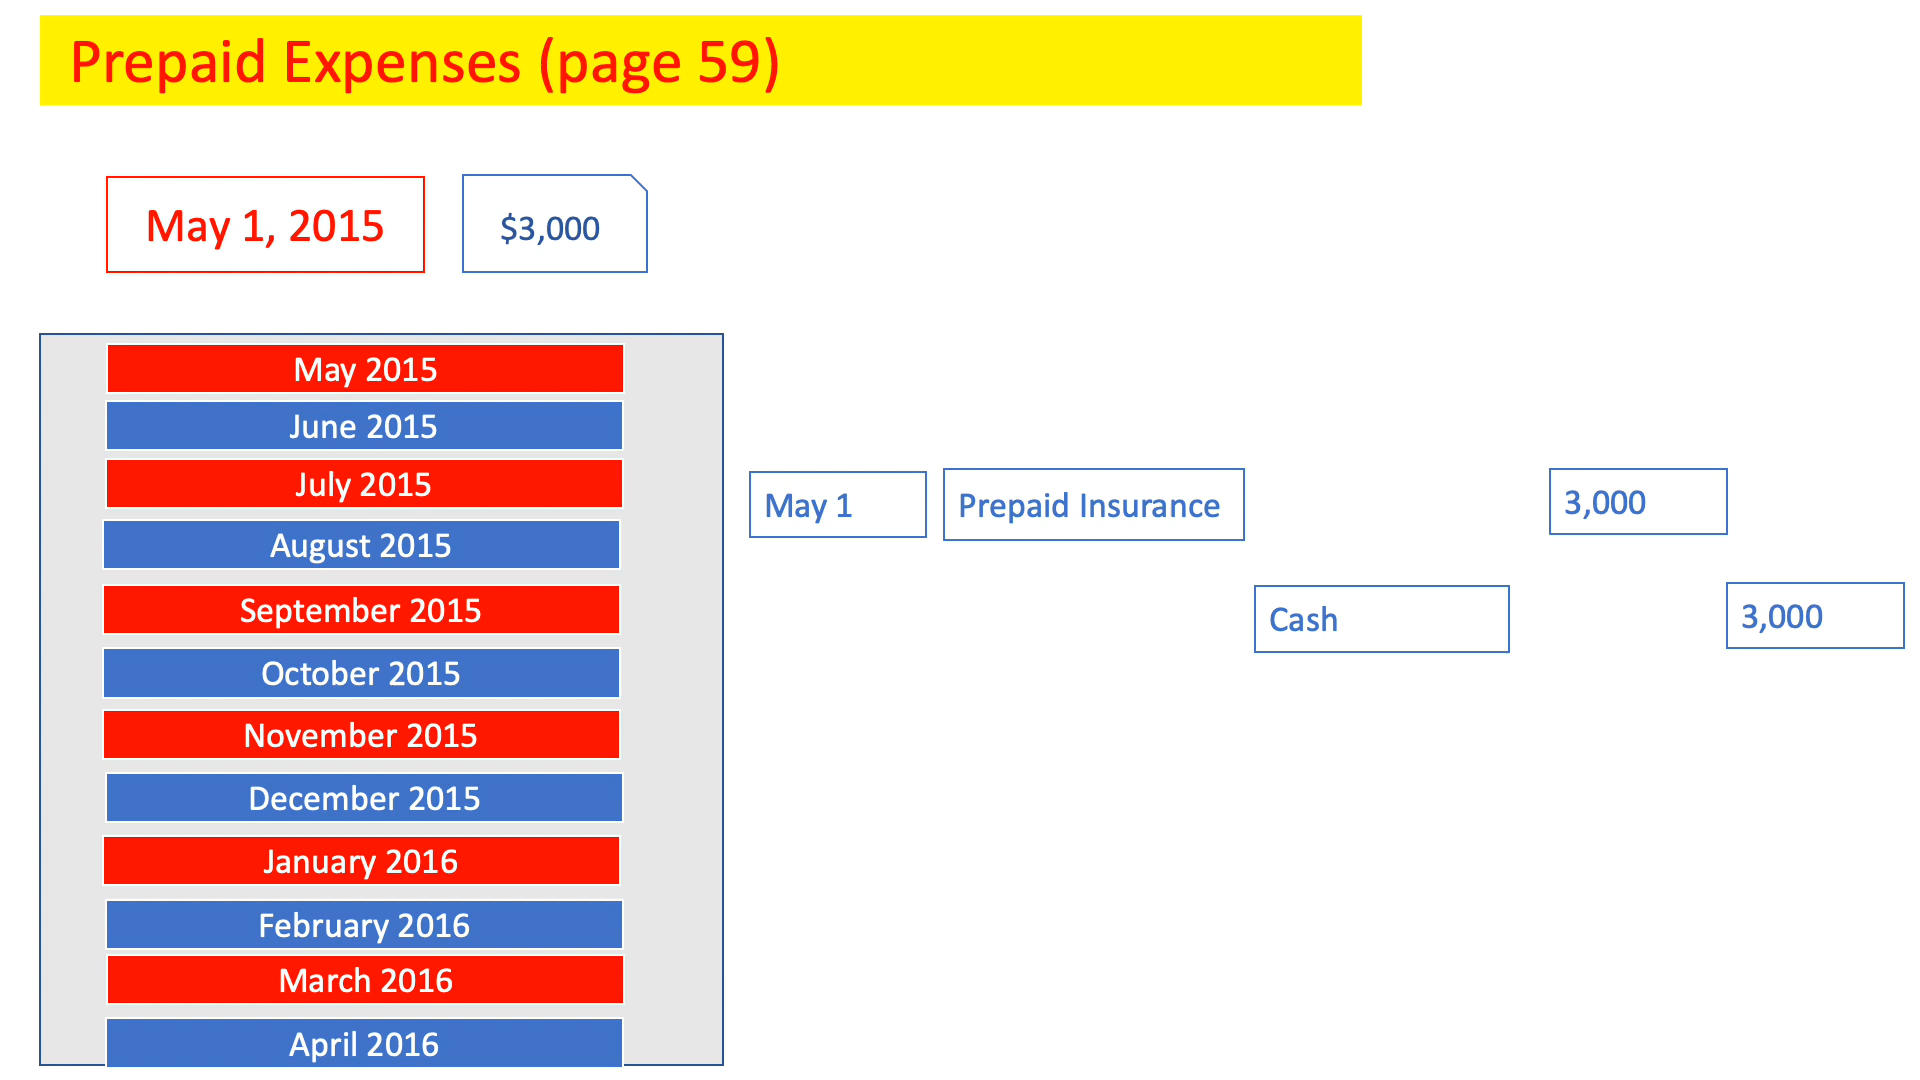 Prepaid Expenses (page 59)
May 1, 2015
$3,000
May 2015
June 2015
July 2015
August 2015
September 2015
October 2015
November 2015
December 2015
January 2016
February 2016
March 2016
April 2016
May 1 Prepaid Insurance 3,000
Cash 3,000